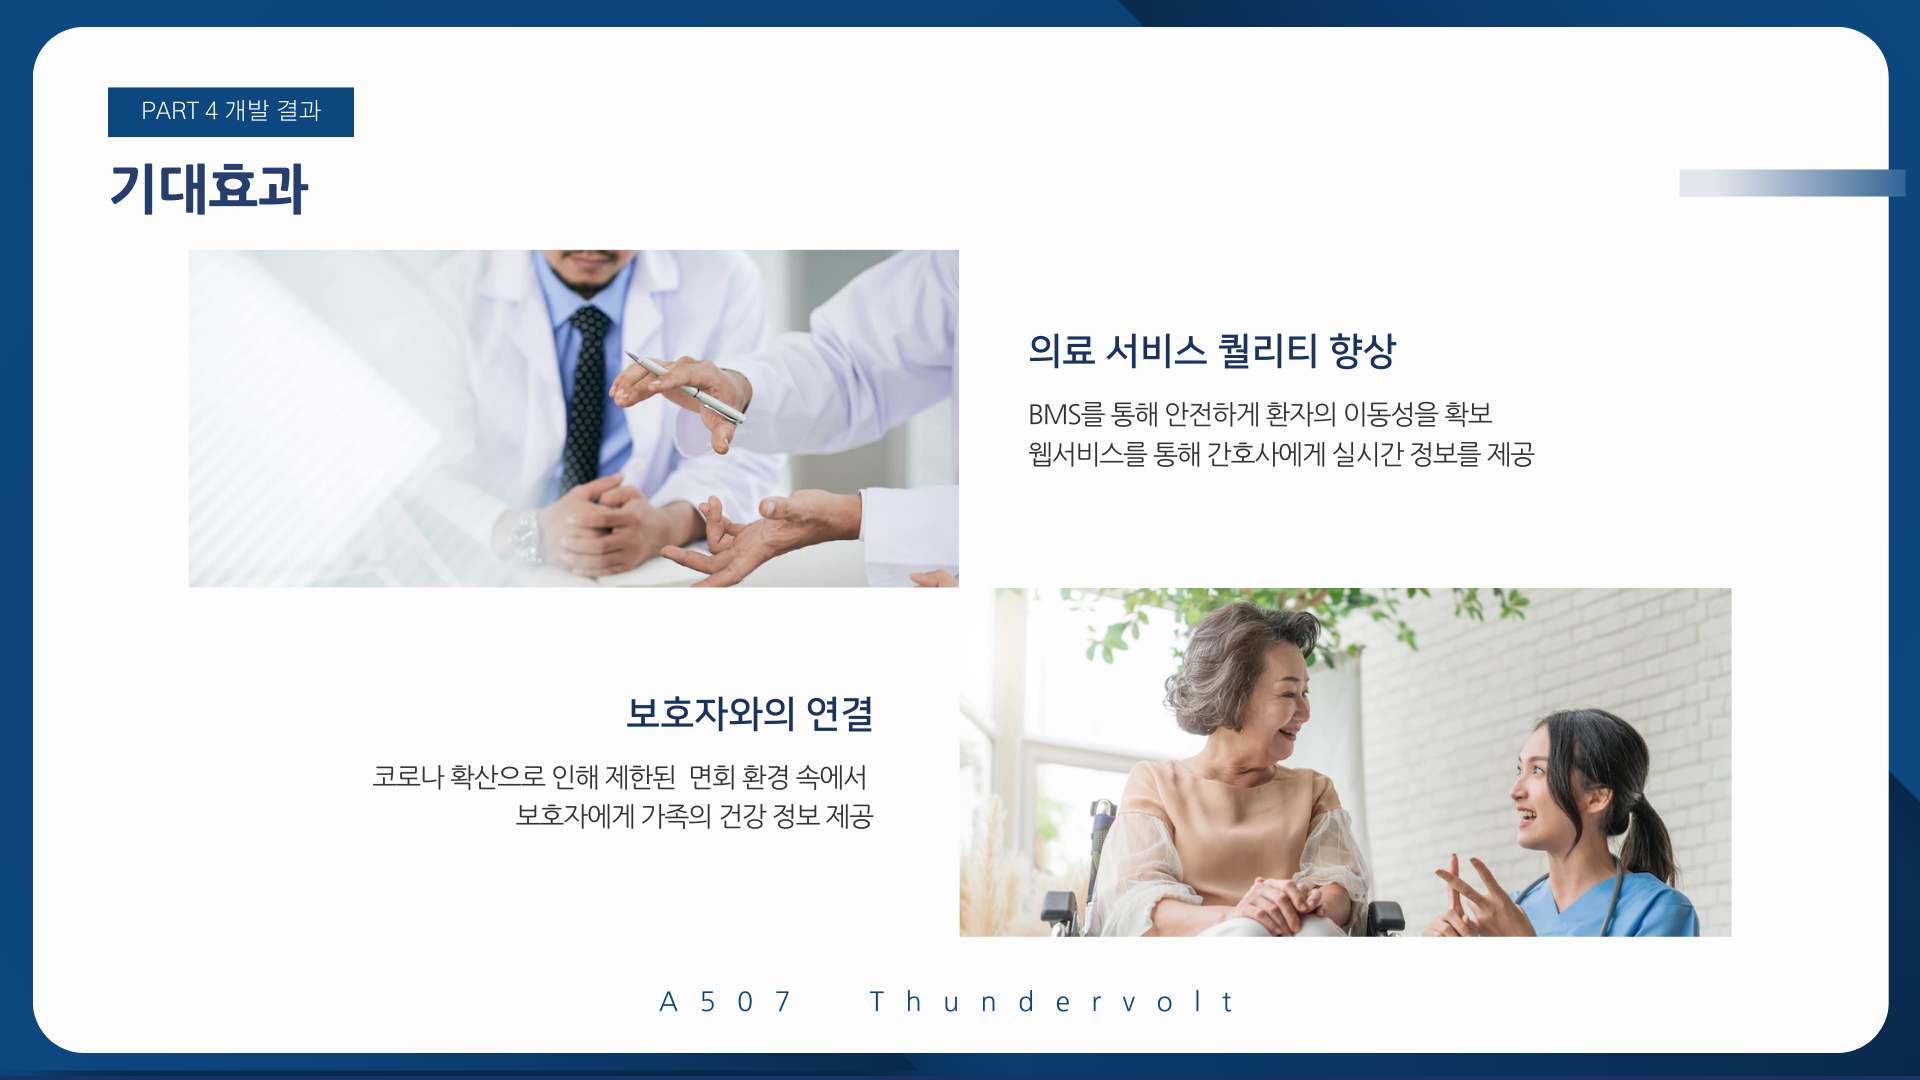 PART 4 개발 결과
기대효과
의료 서비스 퀄리티 향상
BMS를 통해 안전하게 환자의 이동성을 확보
웹서비스를 통해 간호사에게 실시간 정보를 제공
보호자와의 연결
코로나 확산으로 인해 제한된 면회 환경 속에서
보호자에게 가족의 건강 정보 제공
A507 Thundervolt